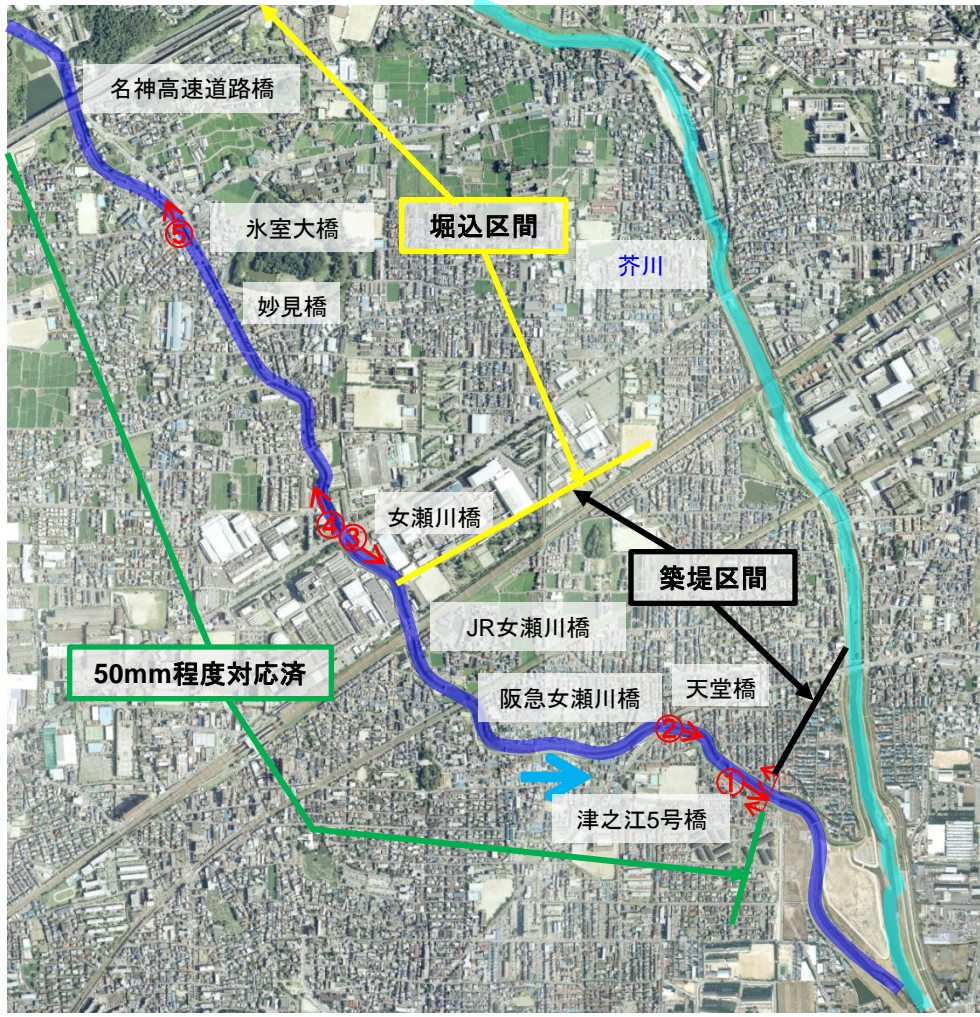 名神高速道路橋
氷室大橋
⑤
堀込区間
芥川
妙見橋
女瀬川橋
④
③
築堤区間
JR女瀬川橋
50mm程度対応済
天堂橋
阪急女瀬川橋
②
①
津之江5号橋